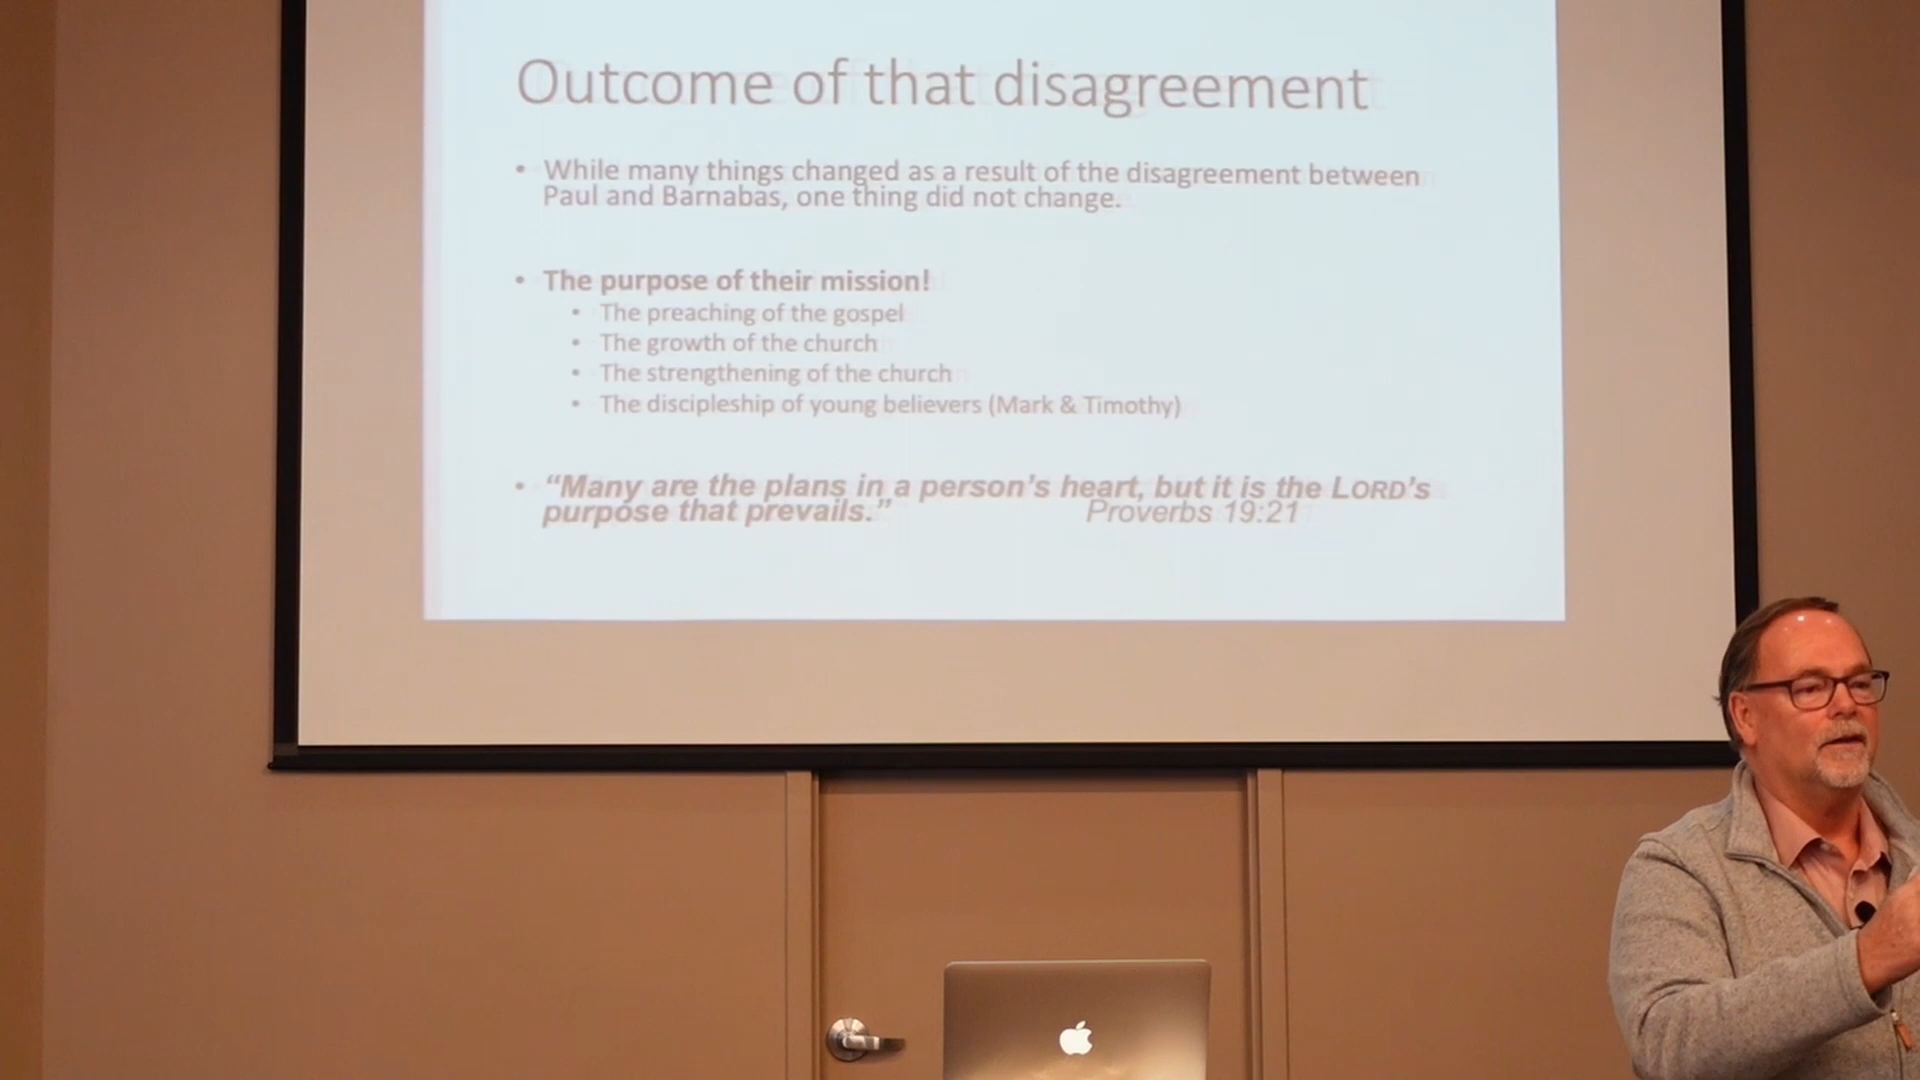 Outcome of that disagreement
• While many things changed as a result of the disagreement between
Paul and Barnabas, one thing did not change.
• The purpose of their mission!
• The preaching of the gospel
• The growth of the church
• The strengthening of the church
• The discipleship of young believers (Mark & Timothy)
• “Many are the plans in a person’s heart, but it is the LORD’s
purpose that prevails.” Proverbs 19:21